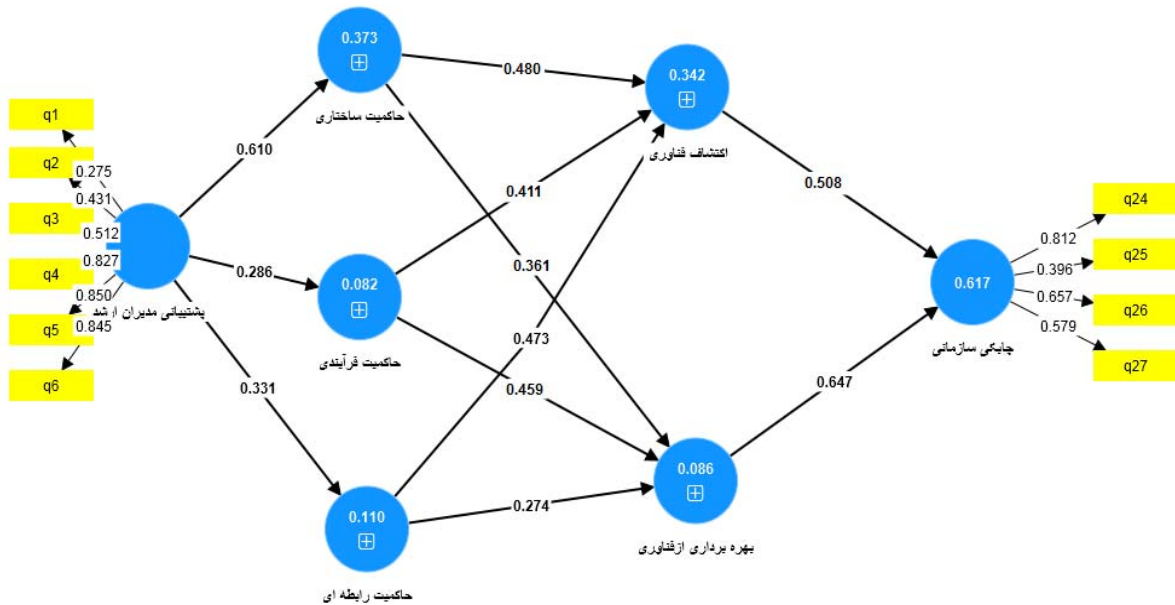 q1
q2
q3
q4
q5
q6
0.275
0.431
0.512
0.827
0.850
0.845
پشتیبانی مدیران ارشد
0.610
0.286
0.331
0.373
حاکمیت ساختاری
0.082
حاکمیت فرآیندی
0.110
حاکمیت رابطه ای
0.480
0.411
0.361
0.473
0.459
0.274
0.342
اکتشاف فناوری
0.086
بهره برداری ازفناوری
0.508
0.647
0.617
چابکی سازمانی
0.812
0.396
0.657
0.579
q24
q25
q26
q27